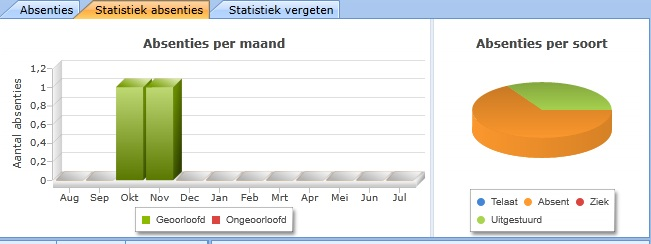 Absenties Statistiek absenties Statistiek vergeten
Absenties per maand
Aantal absenties
1,2
1
0,8
0,6
0,4
0,2
0
Aug Sep Okt Nov Dec Jan Feb Mrt Apr Mei Jun Jul
Geoorloofd Ongeoorloofd
Absenties per soort
Telaat Absent Ziek
Uitgestuurd